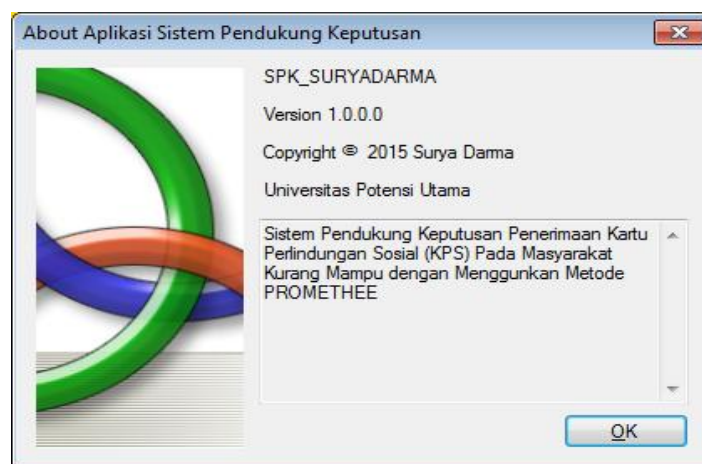 About Aplikasi Sistem Pendukung Keputusan
SPK_SURYADARMA
Version 1.0.0.0
Copyright © 2015 Surya Darma
Universitas Potensi Utama
Sistem Pendukung Keputusan Penerimaan Kartu
Perlindungan Sosial (KPS) Pada Masyarakat
Kurang Mampu dengan Menggunkan Metode
PROMETHEE
OK